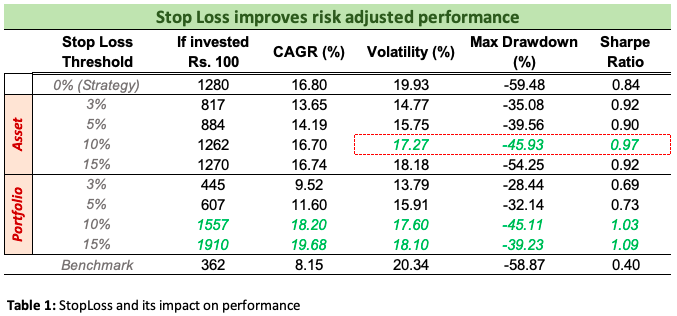 Stop Loss improves risk adjusted performance
Stop Loss Threshold If invested Rs. 100 CAGR (%) Volatility (%) Max Drawdown (%) Sharpe Ratio
0% (Strategy) 1280 16.80 19.93 -59.48 0.84
Asset
3% 817 13.65 14.77 -35.08 0.92
5% 884 14.19 15.75 -39.56 0.90
10% 1262 16.70 17.27 -45.93 0.97
15% 1270 16.74 18.18 -54.25 0.92
Portfolio
3% 445 9.52 13.79 -28.44 0.69
5% 607 11.60 15.91 -32.14 0.73
10% 1557 18.20 17.60 -45.11 1.03
15% 1910 19.68 18.10 -39.23 1.09
Benchmark 362 8.15 20.34 -58.87 0.40
Table 1: StopLoss and its impact on performance